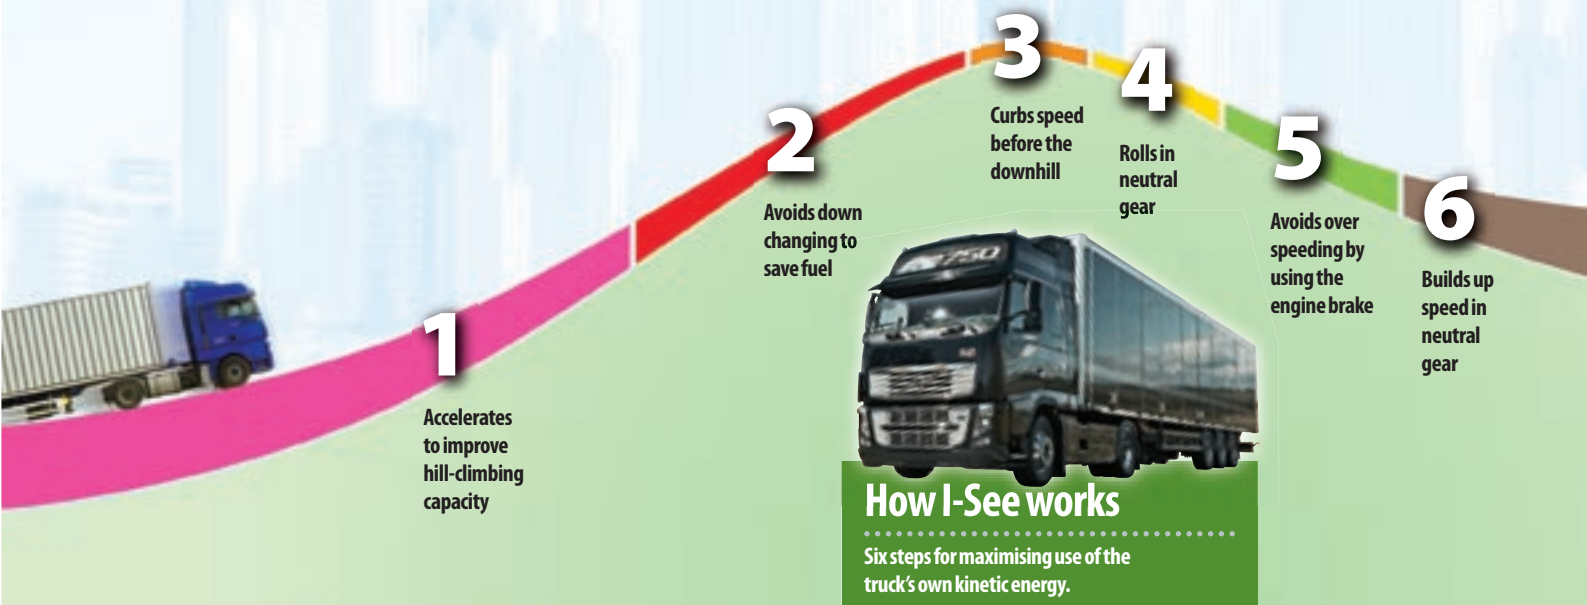 1
Accelerates
to improve
hill-climbing
capacity
2
Avoids down
changing to
save fuel
3
Curbs speed
before the
downhill
4
Rolls in
neutral
gear
5
Avoids over
speeding by
using the
engine brake
6
Builds up
speed in
neutral
gear
750
How I-See works
Six steps for maximising use of the
truck's own kinetic energy.